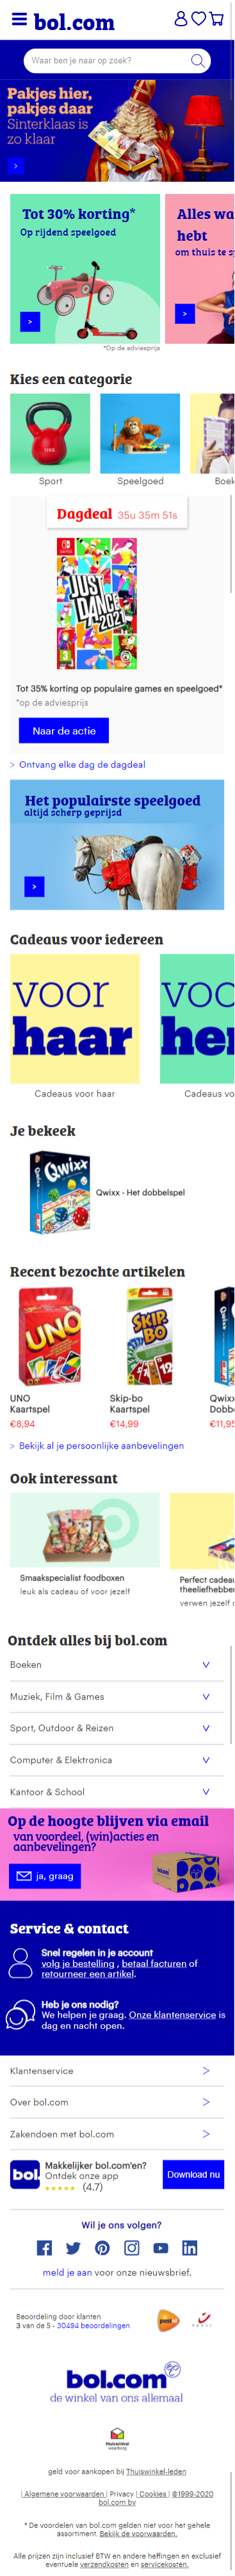 bol.com
Waar ben je naar op zoek?
Pakjes hier,
pakjes daar
Sinterklaas is
zo klaar
Tot 30% korting*
Op rijdend speelgoed
*Op de adviesprijs
Alles wa
hebt
om thuis te s
Kies een categorie
Sport
Speelgoed
Boek
Dagdeal 35u 35m 51s
JUST
DANCE
2021
Tot 35% korting op populaire games en speelgoed*
*op de adviesprijs
Naar de actie
> Ontvang elke dag de dagdeal
Het populairste speelgoed
altijd scherp geprijsd
Cadeaus voor iedereen
voor
haar
voo
he
Cadeaus voor haar
Cadeaus vo
Je bekeek
Qwixx
Qwixx - Het dobbelspel
Recent bezochte artikelen
UNO
SKIP BO
UNO
Kaartspel
€8,94
Skip-bo
Kaartspel
€14,99
Qwixx
Dobb
€11,95
> Bekijk al je persoonlijke aanbevelingen
Ook interessant
Smaakspecialist foodboxen
leuk als cadeau of voor jezelf
Perfect cadeau
theeliefhebber
verwen jezelf o
Ontdek alles bij bol.com
Boeken
Muziek, Film & Games
Sport, Outdoor & Reizen
Computer & Elektronica
Kantoor & School
Op de hoogte blijven via email
van voordeel, (win)acties en
aanbevelingen?
ja, graag
Service & contact
Snel regelen in je account
volg je bestelling , betaal facturen of
retourneer een artikel.
Heb je ons nodig?
We helpen je graag. Onze klantenservice is
dag en nacht open.
Klantenservice
Over bol.com
Zakendoen met bol.com
bol.
Makkelijker bol.com'en?
Ontdek onze app
(4.7)
Download nu
Wil je ons volgen?
meld je aan voor onze nieuwsbrief.
Beoordeling door klanten
3 van de 5 - 30494 beoordelingen
bol.com
de winkel van ons allemaal
thuiswinkel
waarborg
geld voor aankopen bij Thuiswinkel-leden
| Algemene voorwaarden | Privacy | Cookies | ©1999-2020
bol.com bv
* De voordelen van bol.com gelden niet voor het gehele
assortiment. Bekijk de voorwaarden.
Alle prijzen zijn inclusief BTW en andere heffingen en exclusief
eventuele verzendkosten en servicekosten.